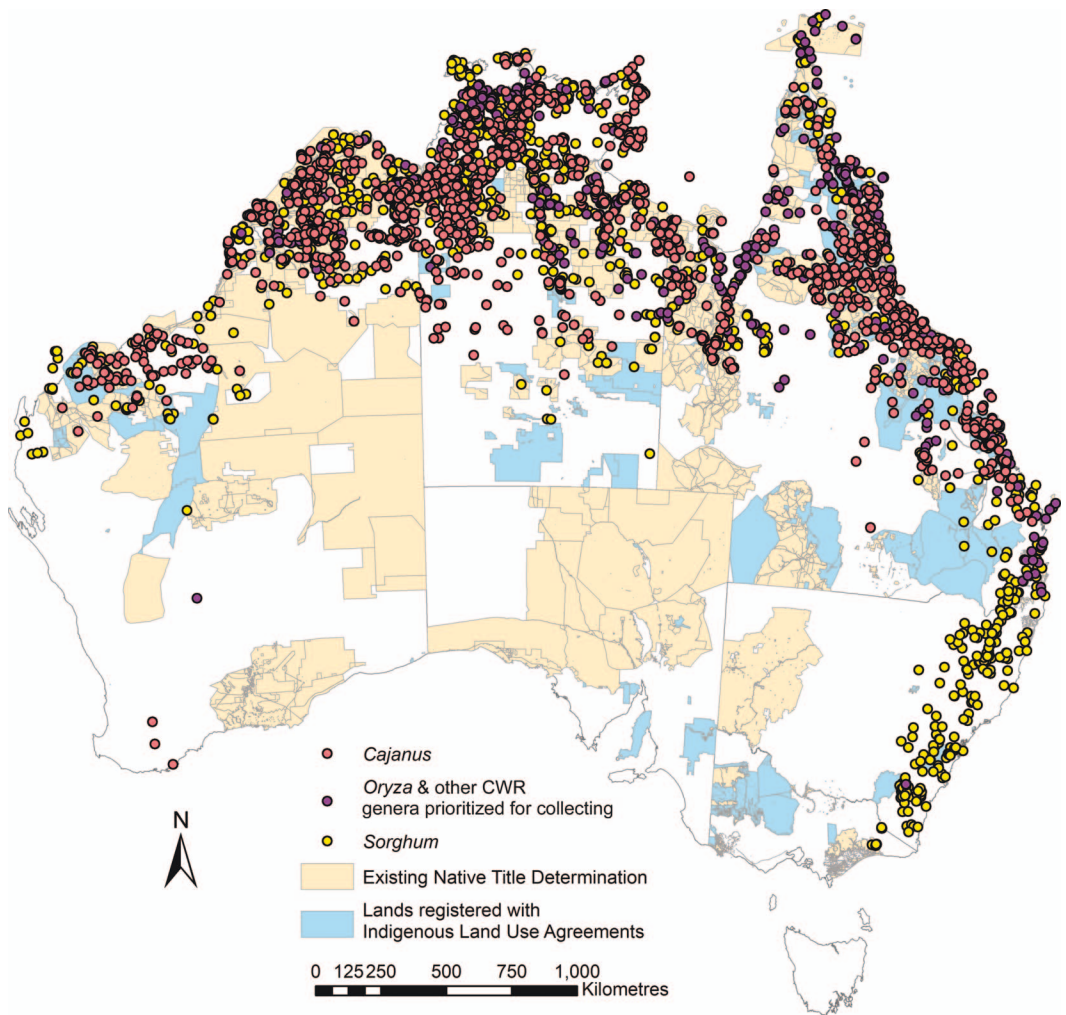 Cajanus
Oryza & other CWR
genera prioritized for collecting
N
Sorghum
Existing Native Title Determination
Lands registered with
Indigenous Land Use Agreements
0 125 250 500 750 1,000
Kilometres